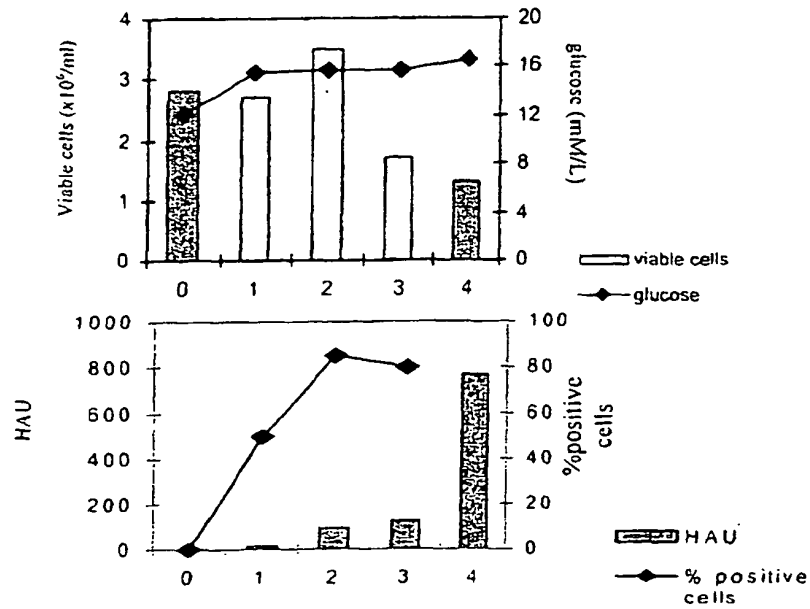 Viable cells (x10⁶/ml)
4
3
2
1
0
20
16
12
8
4
0
glucose (mM/L)
0 1 2 3 4
viable cells
glucose
HAU
1000
800
600
400
200
0
100
80
60
40
20
0
%positive
cells
0 1 2 3 4
HAU
% positive
cells